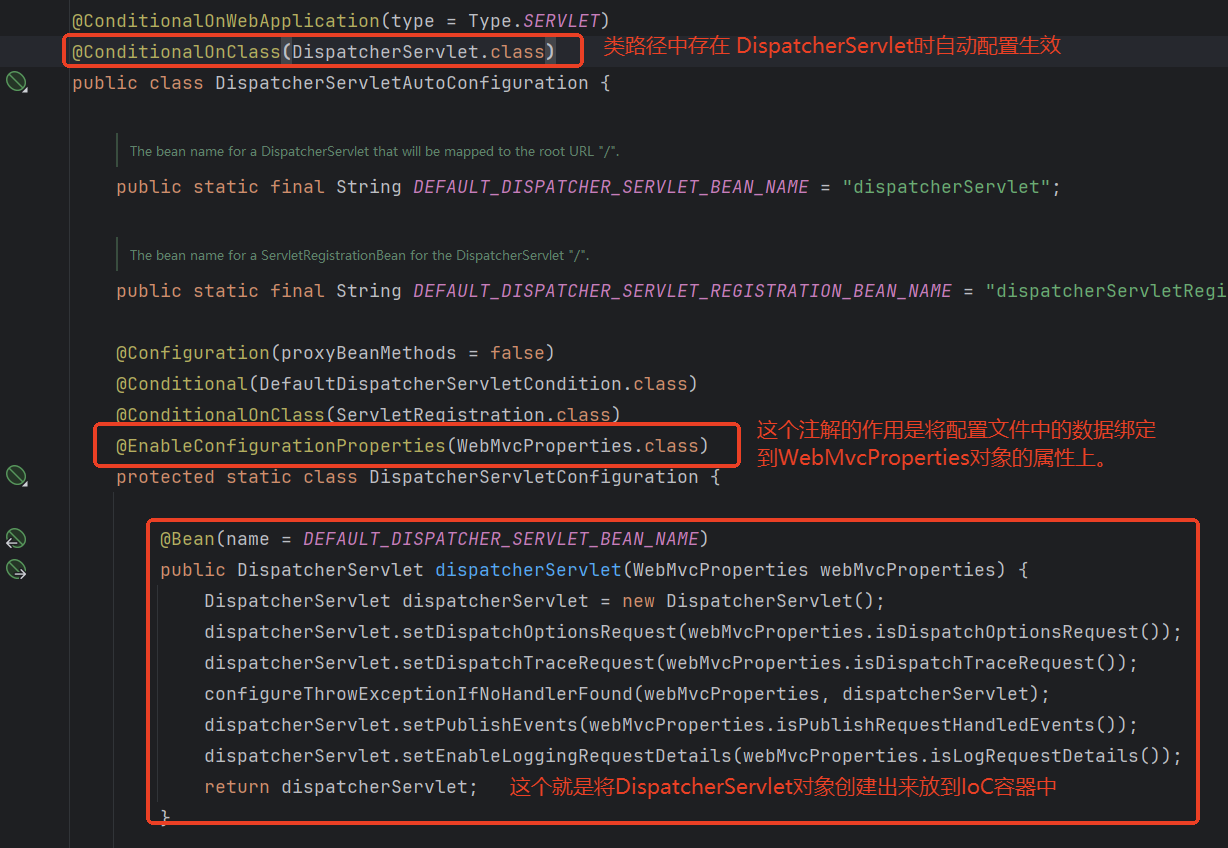 @ConditionalOnWebApplication(type = Type.SERVLET)
@ConditionalOnClass(DispatcherServlet.class) 类路径中存在 DispatcherServlet时自动配置生效
public class DispatcherServletAutoConfiguration {
The bean name for a DispatcherServlet that will be mapped to the root URL "/".
public static final String DEFAULT_DISPATCHER_SERVLET_BEAN_NAME = "dispatcherServlet";
The bean name for a ServletRegistrationBean for the DispatcherServlet "/".
public static final String DEFAULT_DISPATCHER_SERVLET_REGISTRATION_BEAN_NAME = "dispatcherServletRegi
@Configuration(proxyBeanMethods = false)
@Conditional(DefaultDispatcherServletCondition.class)
@ConditionalOnClass(ServletRegistration.class)
@EnableConfigurationProperties(WebMvcProperties.class)
这个注解的作用是将配置文件中的数据绑定
到WebMvcProperties对象的属性上。
protected static class DispatcherServletConfiguration {
@Bean(name = DEFAULT_DISPATCHER_SERVLET_BEAN_NAME)
public DispatcherServlet dispatcherServlet(WebMvcProperties webMvcProperties) {
DispatcherServlet dispatcherServlet = new DispatcherServlet();
dispatcherServlet.setDispatchOptionsRequest(webMvcProperties.isDispatchOptionsRequest());
dispatcherServlet.setDispatchTraceRequest(webMvcProperties.isDispatchTraceRequest());
configureThrowExceptionIfNoHandlerFound(webMvcProperties, dispatcherServlet);
dispatcherServlet.setPublishEvents(webMvcProperties.isPublishRequestHandledEvents());
dispatcherServlet.setEnableLoggingRequestDetails(webMvcProperties.isLogRequestDetails());
return dispatcherServlet; 这个就是将DispatcherServlet对象创建出来放到IoC容器中
}